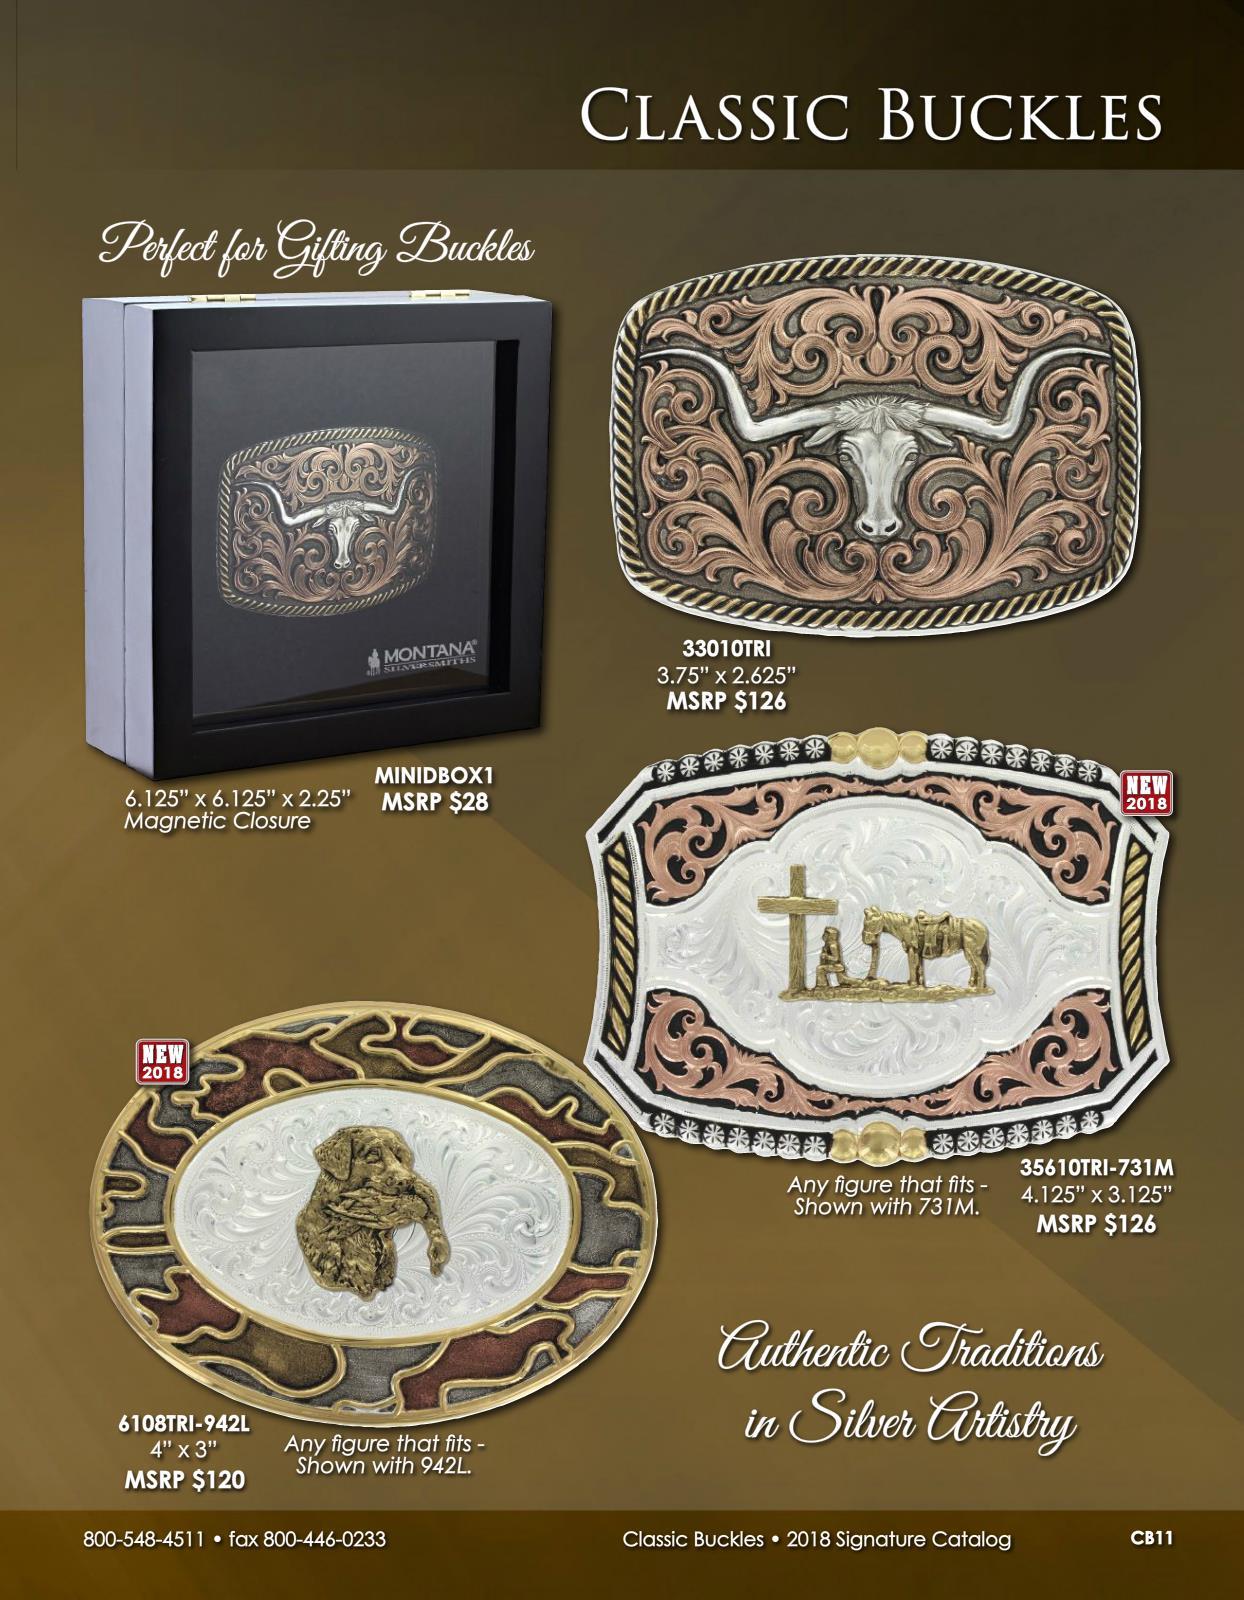 CLASSIC BUCKLES
Perfect for Gifting Buckles
MONTANA®
SILVERSMITHS
MINIDBOX1
MSRP $28
6.125” x 6.125” x 2.25”
Magnetic Closure
33010TRI
3.75” x 2.625”
MSRP $126
NEW
2018
Any figure that fits -
Shown with 731M.
35610TRI-731M
4.125” x 3.125”
MSRP $126
NEW
2018
6108TRI-942L
4” x 3”
MSRP $120
Any figure that fits -
Shown with 942L.
Authentic Traditions
in Silver Artistry
800-548-4511 • fax 800-446-0233
Classic Buckles • 2018 Signature Catalog
CB11